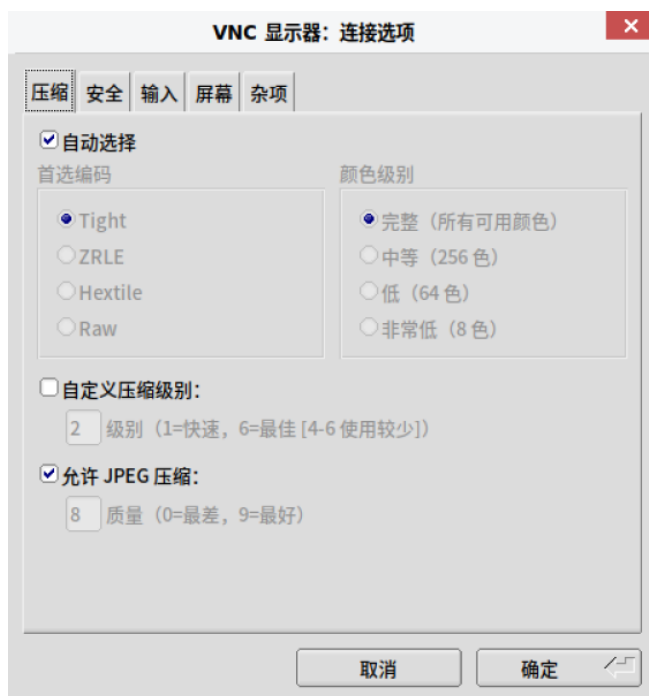 VNC 显示器：连接选项
压缩 安全 输入 屏幕 杂项
自动选择
首选编码
Tight
ZRLE
Hextile
Raw
颜色级别
完整（所有可用颜色）
中等（256 色）
低（64 色）
非常低（8 色）
自定义压缩级别：
2 级别（1=快速，6=最佳 [4-6 使用较少]）
允许 JPEG 压缩：
8 质量（0=最差，9=最好）
取消 确定